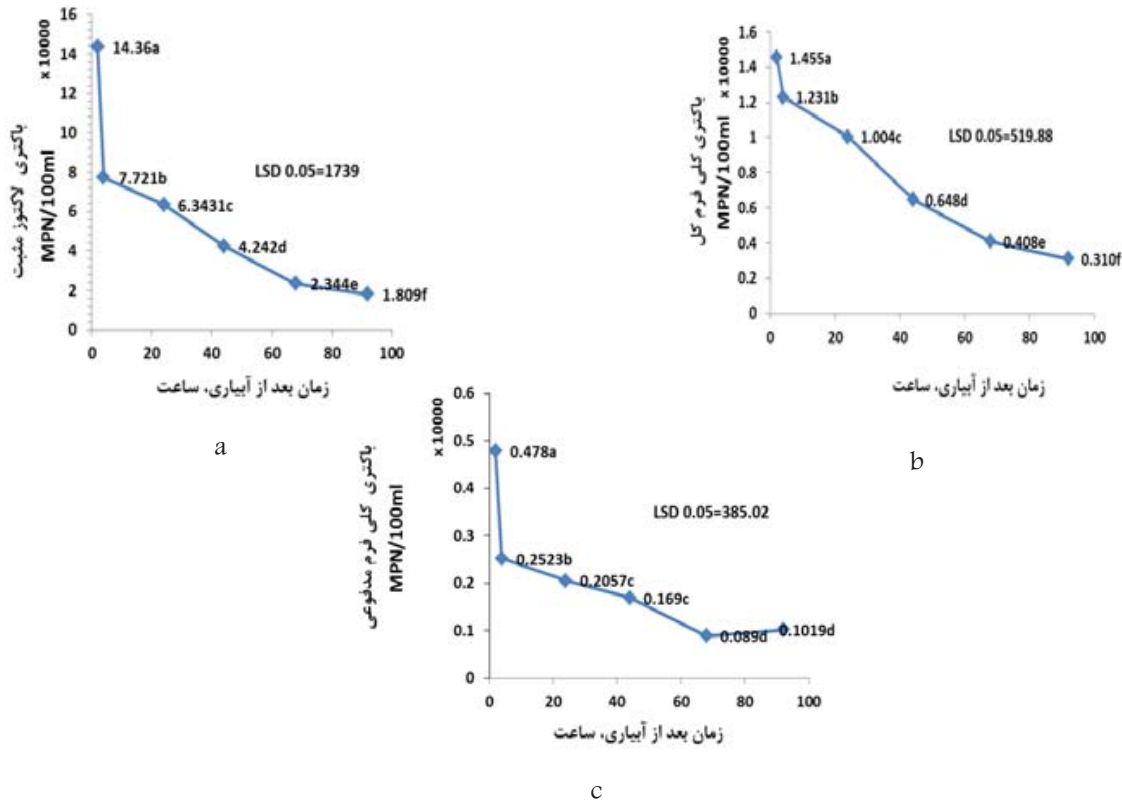 باکتری لاکتوز مثبت
MPN/100ml
x 10000
16
14
12
10
8
6
4
2
0
14.36a
7.721b
6.3431c
4.242d
2.344e
1.809f
LSD 0.05=1739
0 20 40 60 80 100
زمان بعد از آبیاری، ساعت
a
باکتری کلی فرم کل
MPN/100ml x 10000
1.6
1.4
1.2
1
0.8
0.6
0.4
0.2
0
1.455a
1.231b
1.004c
0.648d
0.408e
0.310f
LSD 0.05=519.88
0 20 40 60 80 100
زمان بعد از آبیاری، ساعت
b
باکتری کلی فرم مدفوعی
MPN/100ml
x 10000
0.6
0.5
0.4
0.3
0.2
0.1
0
0.478a
0.2523b
0.2057c
0.169c
0.089d
0.1019d
LSD 0.05=385.02
0 20 40 60 80 100
زمان بعد از آبیاری، ساعت
c